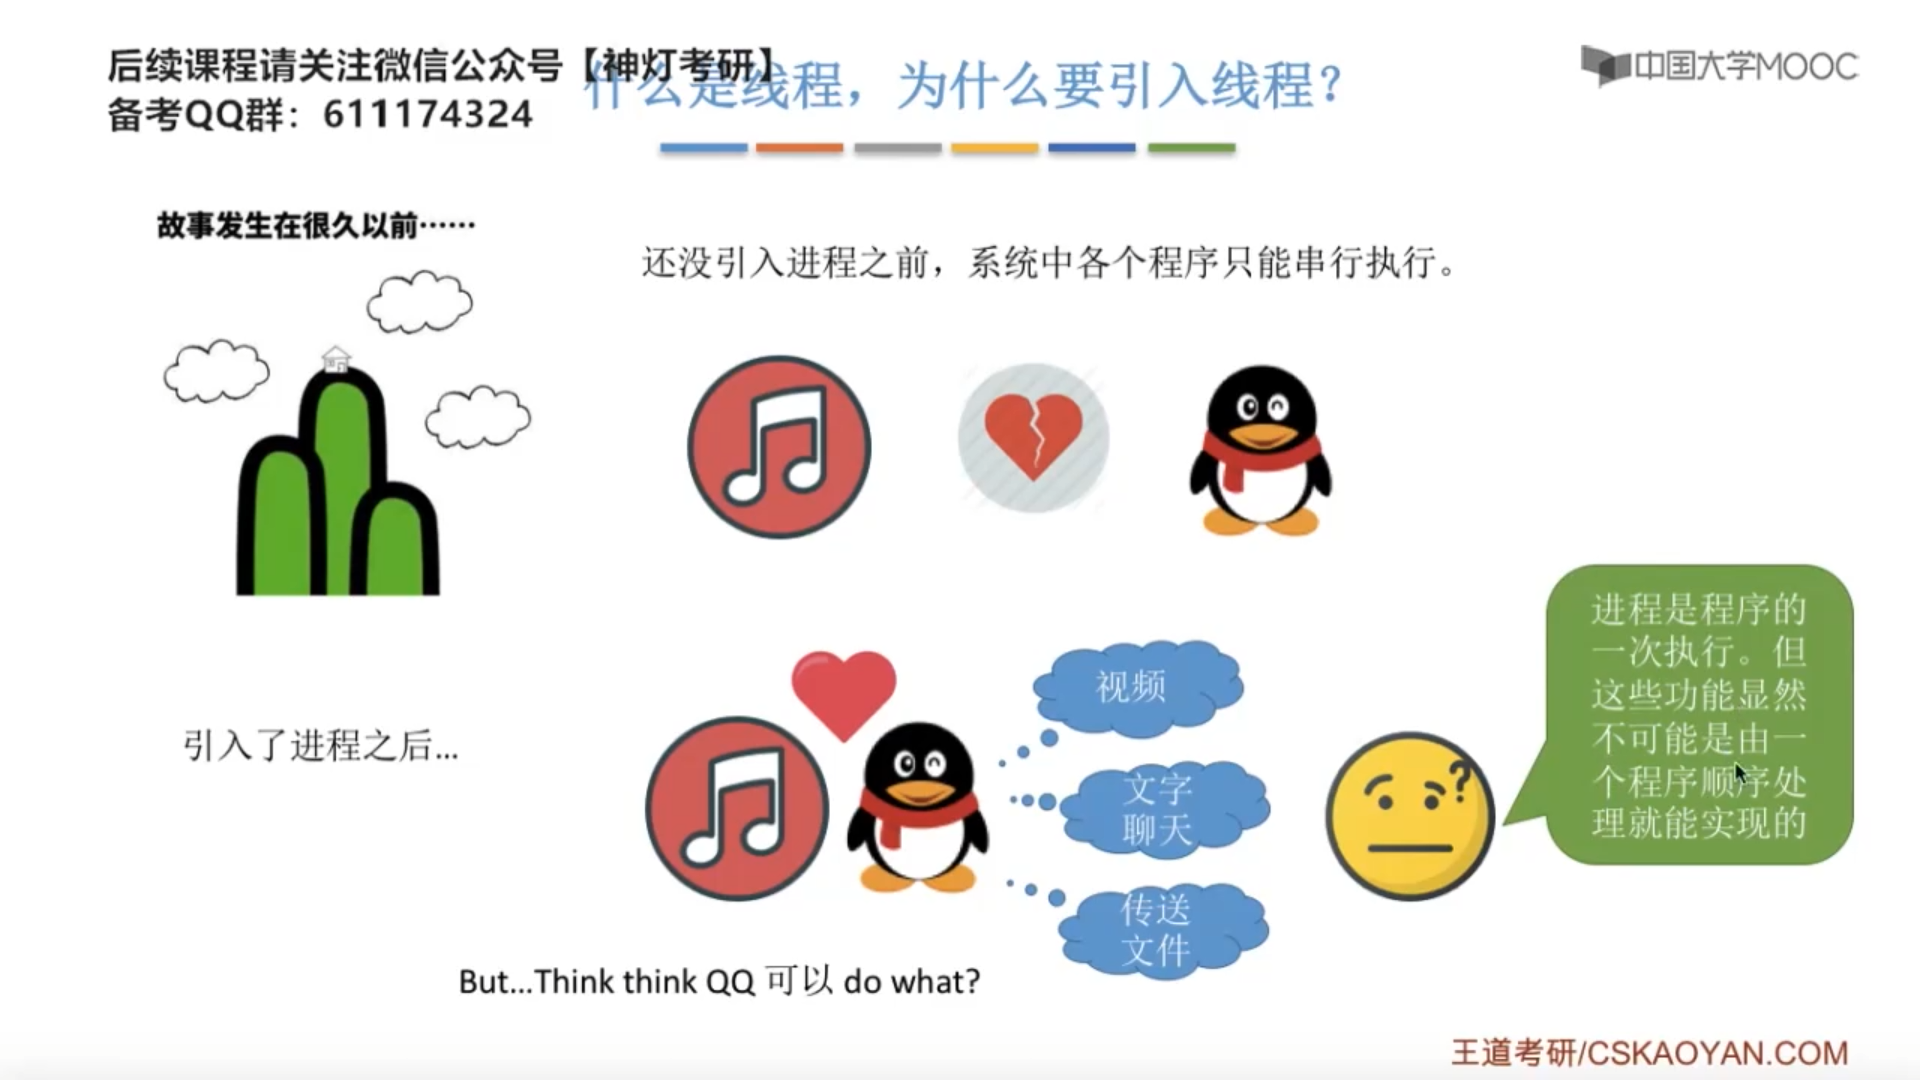 后续课程请关注微信公众号【神灯考研】
备考QQ群：611174324
什么是线程，为什么要引入线程？
中国大学MOOC
故事发生在很久以前……
还没引入进程之前，系统中各个程序只能串行执行。
引入了进程之后…
视频
文字
聊天
传送
文件
?
进程是程序的
一次执行。但
这些功能显然
不可能是由一
个程序顺序处
理就能实现的
But…Think think QQ 可以 do what?
王道考研/CSKAOYAN.COM